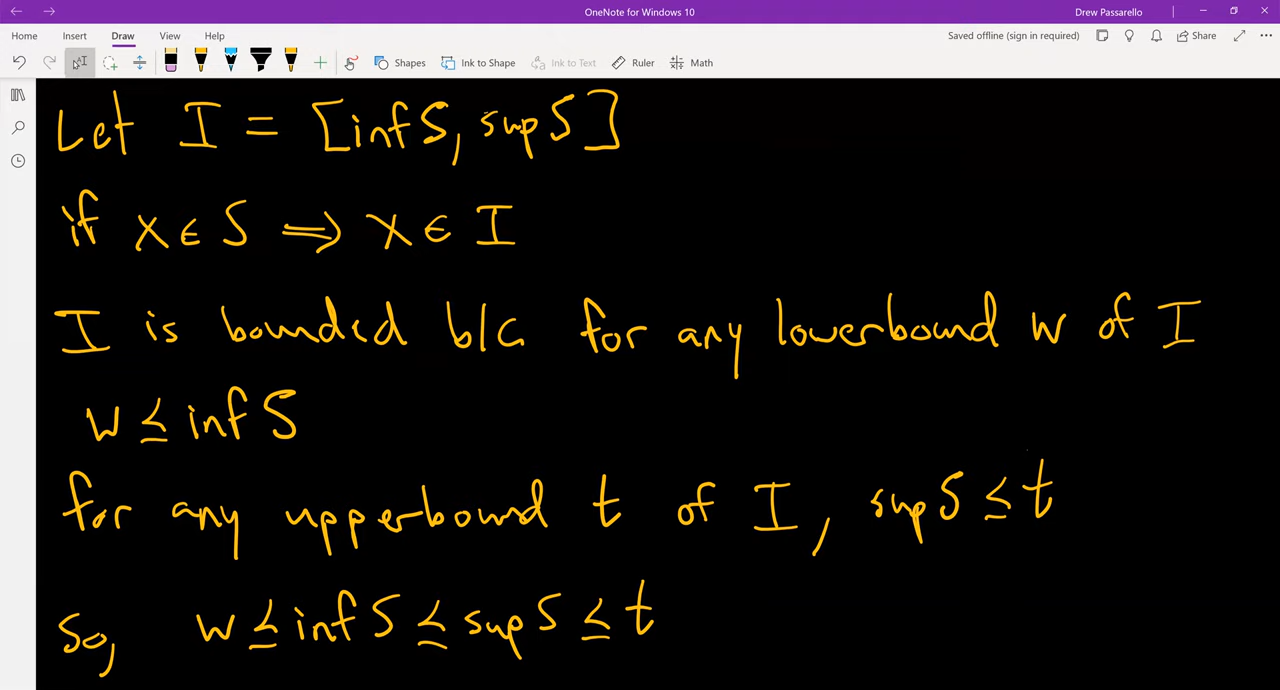 OneNote for Windows 10
Drew Passarello
Home Insert Draw View Help
Saved offline (sign in required) Share
Shapes Ink to Shape Ink to Text Ruler Math
Let I = [inf S, sup S]
if x ∈ S ⟹ x ∈ I
I is bounded b/c for any lowerbound w of I
w ≤ inf S
for any upperbound t of I, sup S ≤ t
So, w ≤ inf S ≤ sup S ≤ t